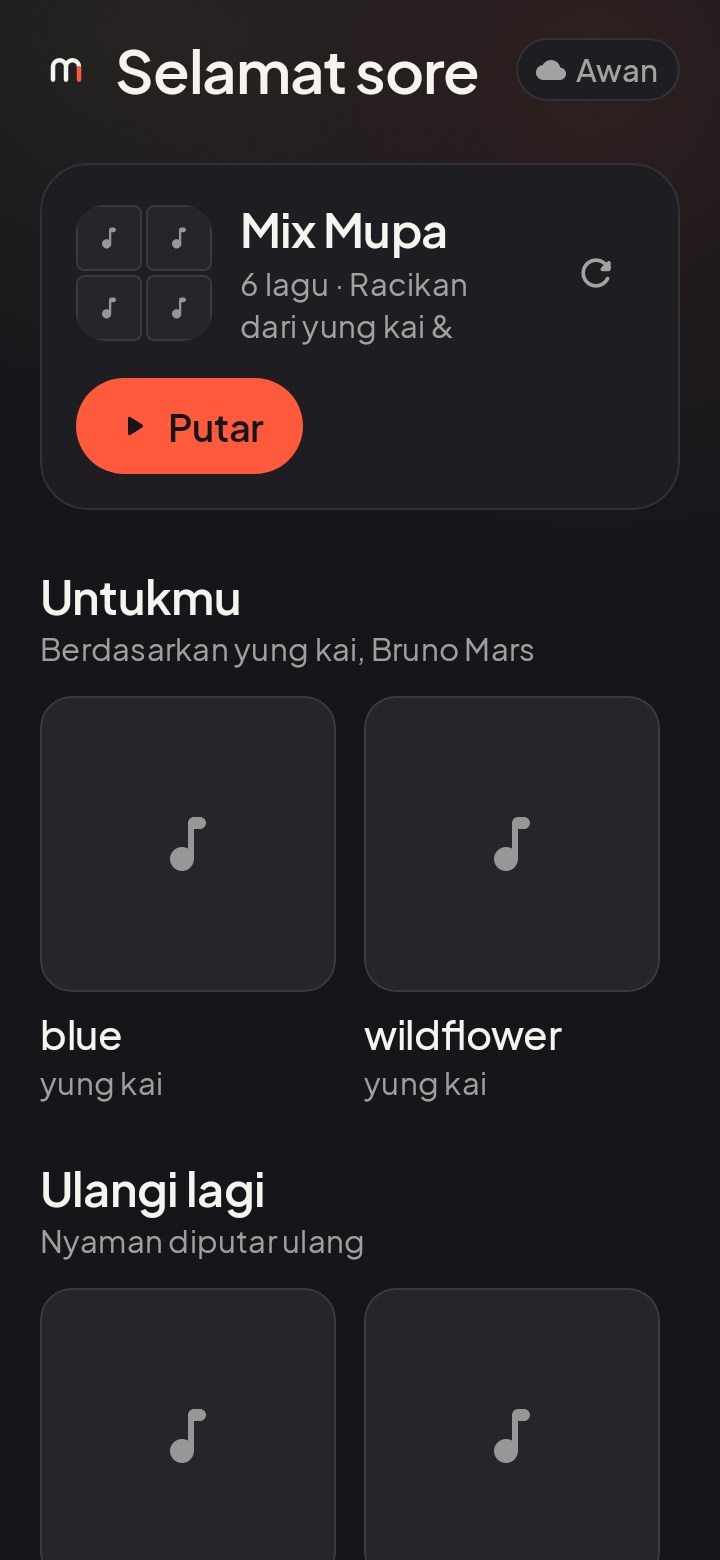 m
Selamat sore
Awan
Mix Mupa
6 lagu · Racikan
dari yung kai &
Putar
Untukmu
Berdasarkan yung kai, Bruno Mars
blue
wildflower
yung kai
yung kai
Ulangi lagi
Nyaman diputar ulang